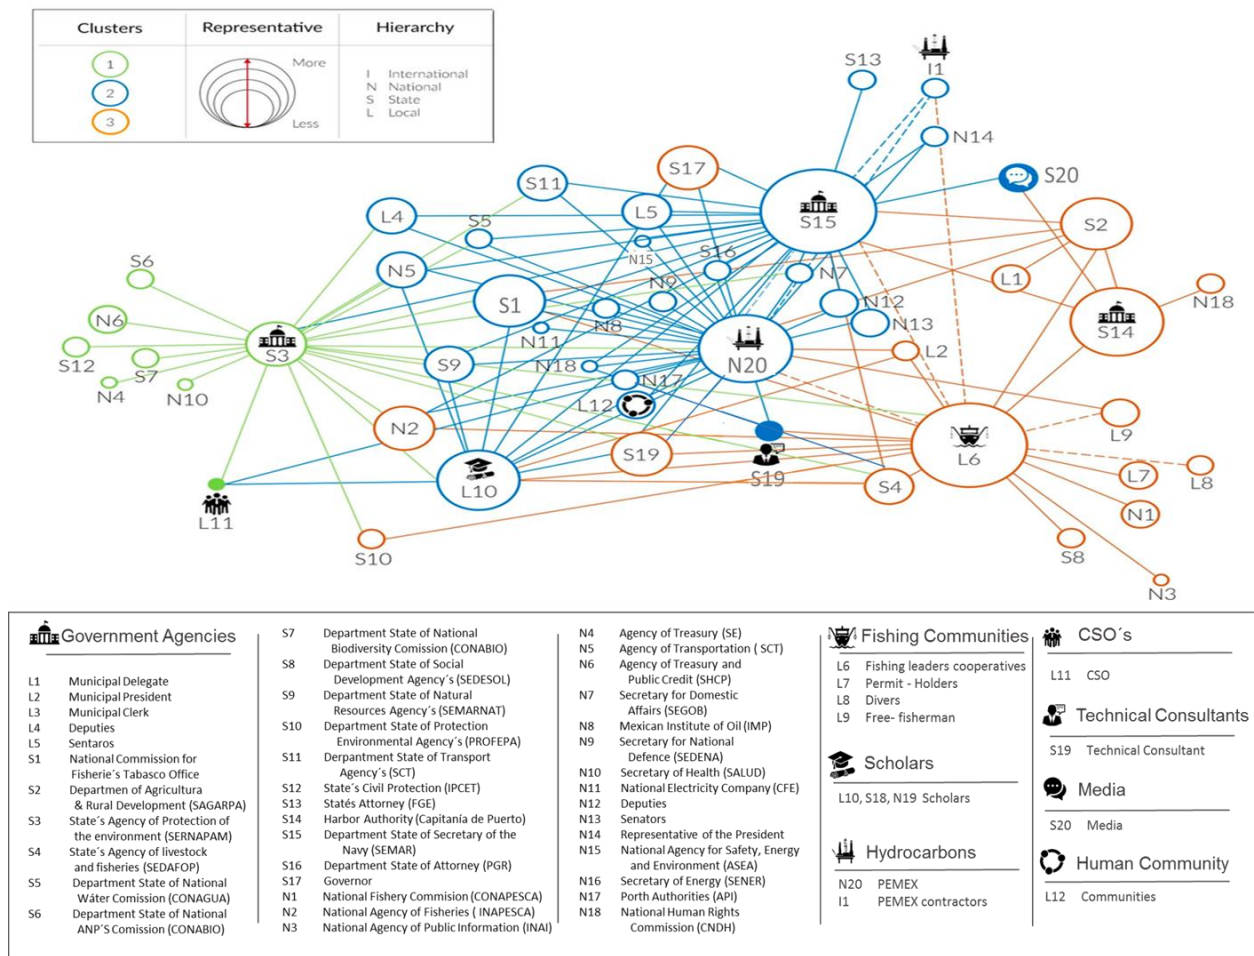 Clusters
Representative
Hierarchy
1
2
3
More
Less
I International
N National
S State
L Local
S13
I1
N14
S20
S17
S11
L5
S15
S2
L4
S5
N15
S16
N5
N7
L1
S6
N9
N12
N18
S1
N8
N13
S14
N6
N11
S12
S3
S7
S9
N18
N20
L2
N4
N10
N17
L12
N2
L9
S19
L6
L10
S19
S4
L7
L8
L11
N1
S10
S8
N3
Government Agencies
L1 Municipal Delegate
L2 Municipal President
L3 Municipal Clerk
L4 Deputies
L5 Sentaros
S1 National Commission for
Fisherie´s Tabasco Office
S2 Departmen of Agricultura
& Rural Development (SAGARPA)
S3 State´s Agency of Protection of
the environment (SERNAPAM)
S4 State´s Agency of livestock
and fisheries (SEDAFOP)
S5 Department State of National
Wáter Comission (CONAGUA)
S6 Department State of National
ANP´S Comission (CONABIO)
S7 Department State of National
Biodversity Comission (CONABIO)
S8 Department State of Social
Development Agency´s (SEDESOL)
S9 Department State of Natural
Resources Agency´s (SEMARNAT)
S10 Department State of Protection
Environmental Agency´s (PROFEPA)
S11 Derpantment State of Transport
Agency´s (SCT)
S12 State´s Civil Protection (IPCET)
S13 Statés Attorney (FGE)
S14 Harbor Authority (Capitanía de Puerto)
S15 Department State of Secretary of the
Navy (SEMAR)
S16 Department State of Attorney (PGR)
S17 Governor
N1 National Fishery Commision (CONAPESCA)
N2 National Agency of Fisheries ( INAPESCA)
N3 National Agency of Public Information (INAI)
N4 Agency of Treasury (SE)
N5 Agency of Transportation ( SCT)
N6 Agency of Treasury and
Public Credit (SHCP)
N7 Secretary for Domestic
Affairs (SEGOB)
N8 Mexican Institute of Oil (IMP)
N9 Secretary for National
Defence (SEDENA)
N10 Secretary of Health (SALUD)
N11 National Electricity Company (CFE)
N12 Deputies
N13 Senators
N14 Representative of the President
N15 National Agency for Safety, Energy
and Environment (ASEA)
N16 Secretary of Energy (SENER)
N17 Porth Authorities (API)
N18 National Human Rights
Commission (CNDH)
Fishing Communities
L6 Fishing leaders cooperatives
L7 Permit - Holders
L8 Divers
L9 Free- fisherman
Scholars
L10, S18, N19 Scholars
Hydrocarbons
N20 PEMEX
I1 PEMEX contractors
CSO´s
L11 CSO
Technical Consultants
S19 Technical Consultant
Media
S20 Media
Human Community
L12 Communities